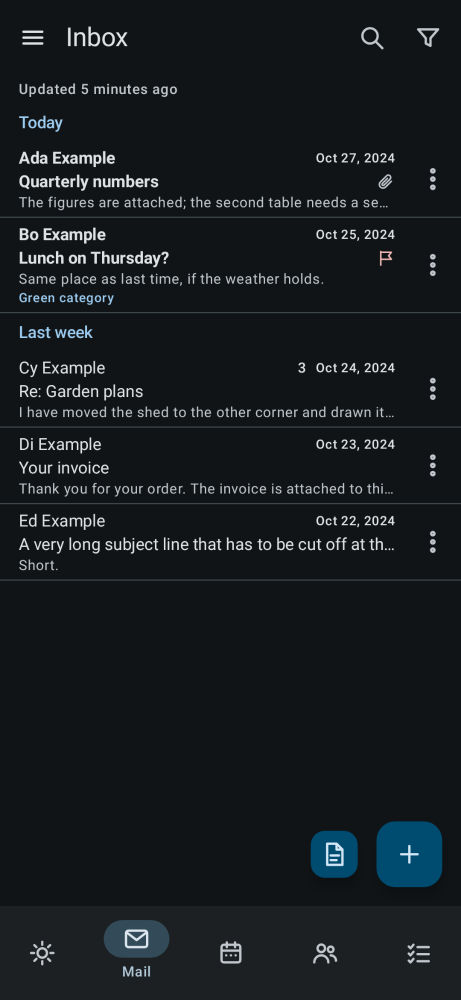 Inbox
Updated 5 minutes ago
Today
Ada Example Oct 27, 2024
Quarterly numbers
The figures are attached; the second table needs a se…
Bo Example Oct 25, 2024
Lunch on Thursday?
Same place as last time, if the weather holds.
Green category
Last week
Cy Example 3 Oct 24, 2024
Re: Garden plans
I have moved the shed to the other corner and drawn it…
Di Example Oct 23, 2024
Your invoice
Thank you for your order. The invoice is attached to thi…
Ed Example Oct 22, 2024
A very long subject line that has to be cut off at th…
Short.
Mail